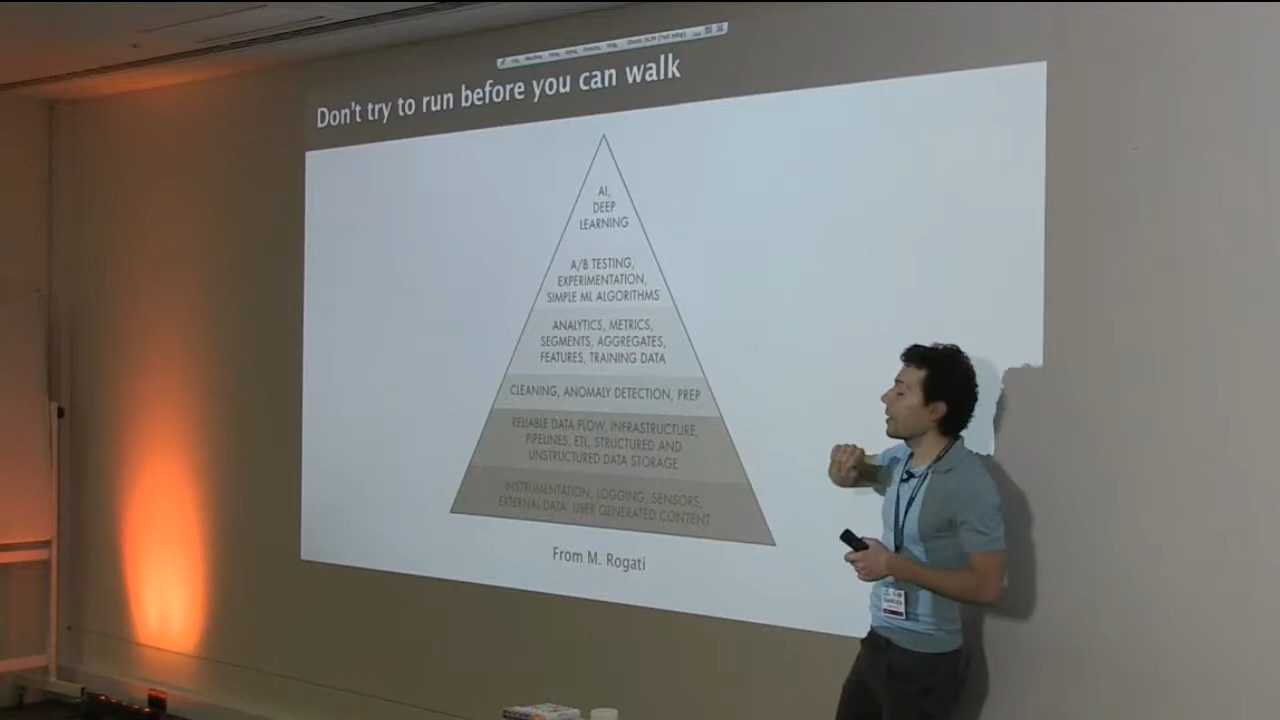 Don't try to run before you can walk
AI,
DEEP
LEARNING
A/B TESTING,
EXPERIMENTATION,
SIMPLE ML ALGORITHMS
ANALYTICS, METRICS,
SEGMENTS, AGGREGATES,
FEATURES, TRAINING DATA
CLEANING, ANOMALY DETECTION, PREP
RELIABLE DATA FLOW, INFRASTRUCTURE,
PIPELINES, ETL, STRUCTURED AND
UNSTRUCTURED DATA STORAGE
INSTRUMENTATION, LOGGING, SENSORS,
EXTERNAL DATA, USER GENERATED CONTENT
From M. Rogati